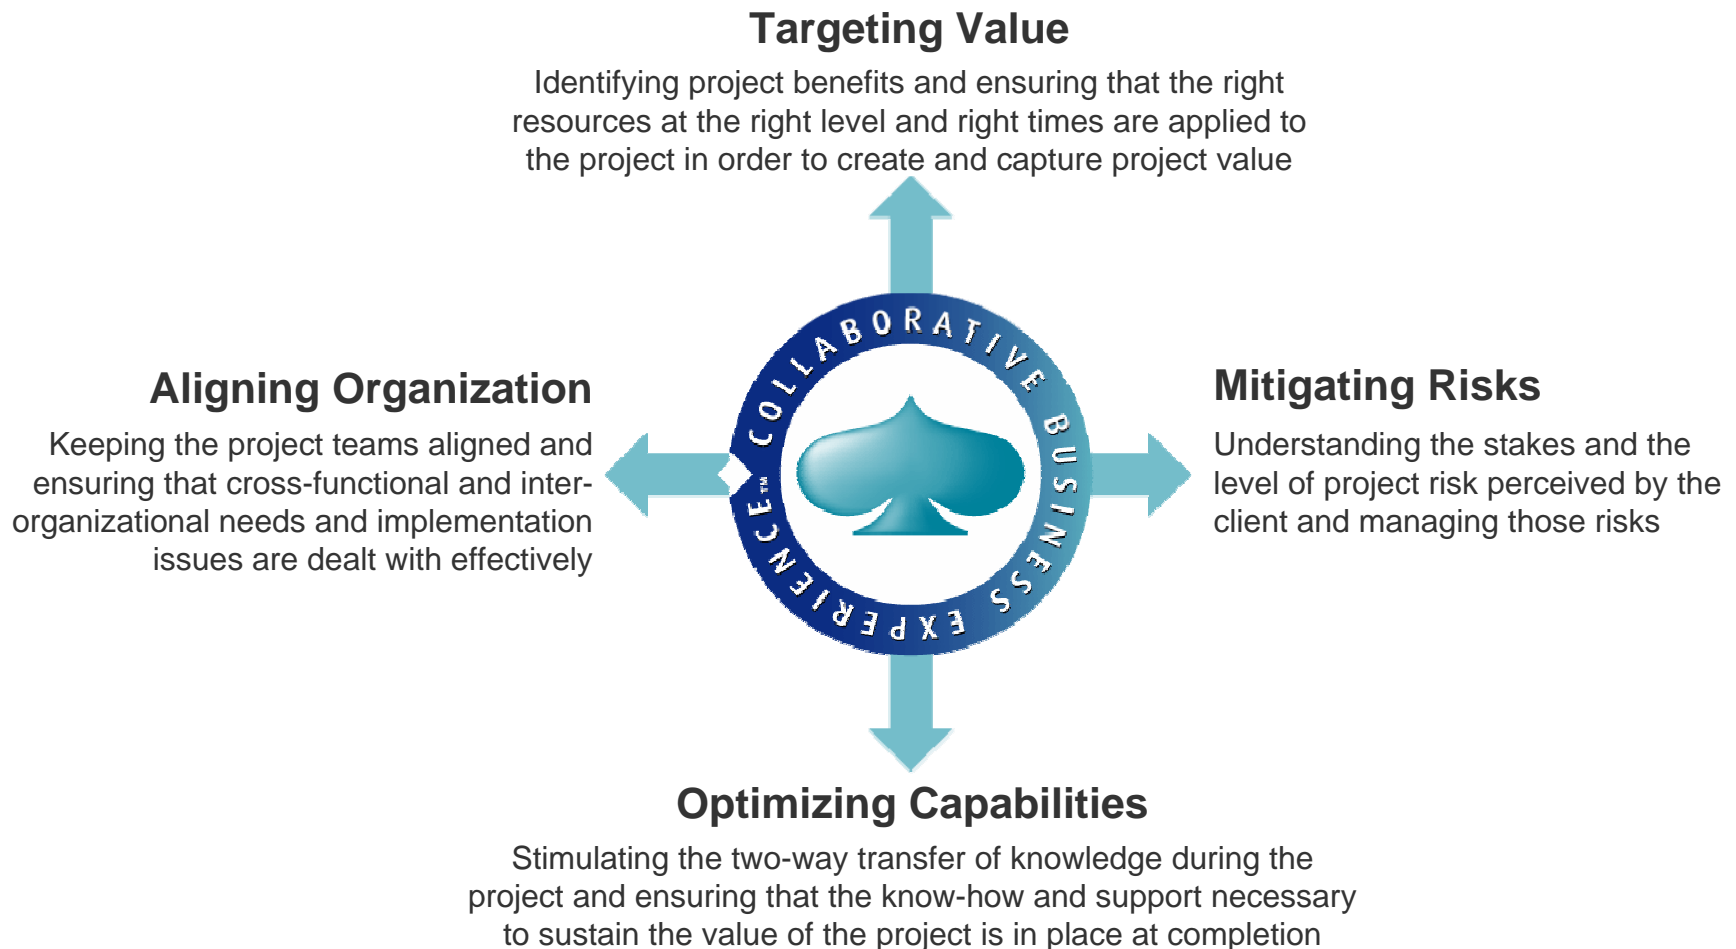 Targeting Value
Identifying project benefits and ensuring that the right
resources at the right level and right times are applied to
the project in order to create and capture project value
Aligning Organization
Keeping the project teams aligned and
ensuring that cross-functional and inter-
organizational needs and implementation
issues are dealt with effectively
COLLABORATIVE BUSINESS EXPERIENCE™
Mitigating Risks
Understanding the stakes and the
level of project risk perceived by the
client and managing those risks
Optimizing Capabilities
Stimulating the two-way transfer of knowledge during the
project and ensuring that the know-how and support necessary
to sustain the value of the project is in place at completion